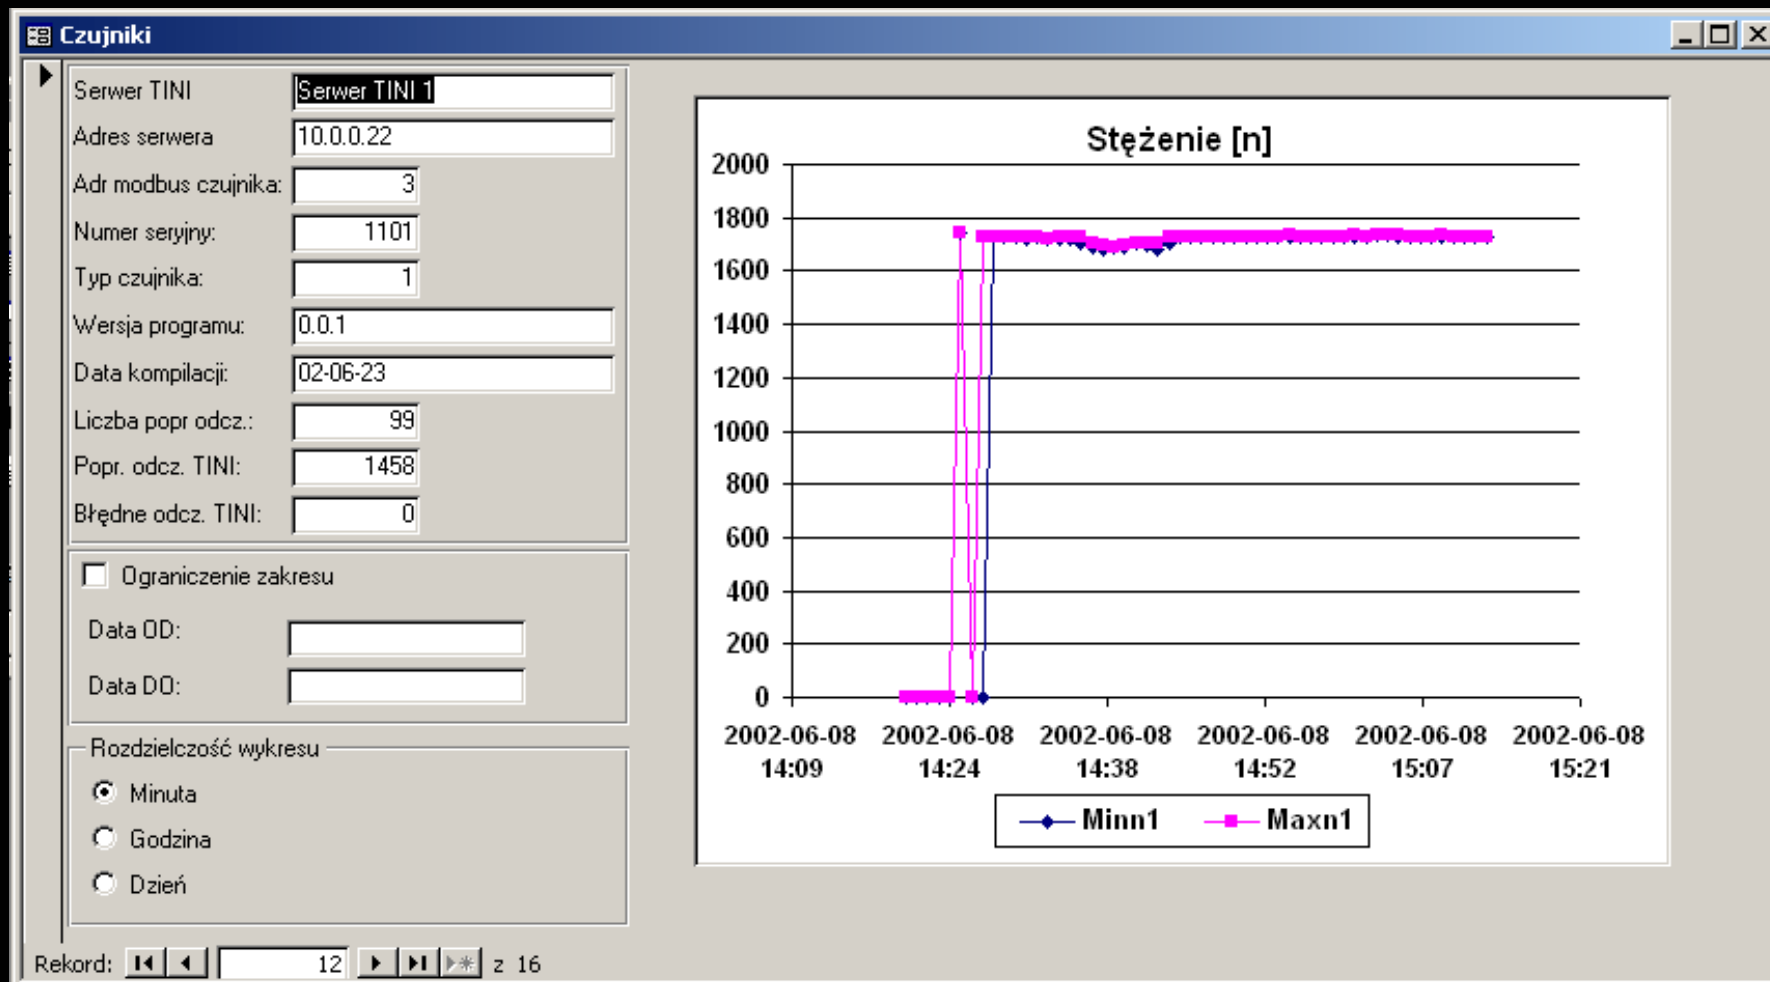 Czujniki
Serwer TINI Serwer TINI 1
Adres serwera 10.0.0.22
Adr modbus czujnika: 3
Numer seryjny: 1101
Typ czujnika: 1
Wersja programu: 0.0.1
Data kompilacji: 02-06-23
Liczba popr odcz.: 99
Popr. odcz. TINI: 1458
Błędne odcz. TINI: 0
Ograniczenie zakresu
Data OD:
Data DO:
Rozdzielczość wykresu
Minuta
Godzina
Dzień
Stężenie [n]
2000
1800
1600
1400
1200
1000
800
600
400
200
0
2002-06-08 2002-06-08 2002-06-08 2002-06-08 2002-06-08 2002-06-08
14:09 14:24 14:38 14:52 15:07 15:21
Minn1 Maxn1
Rekord: 12 z 16